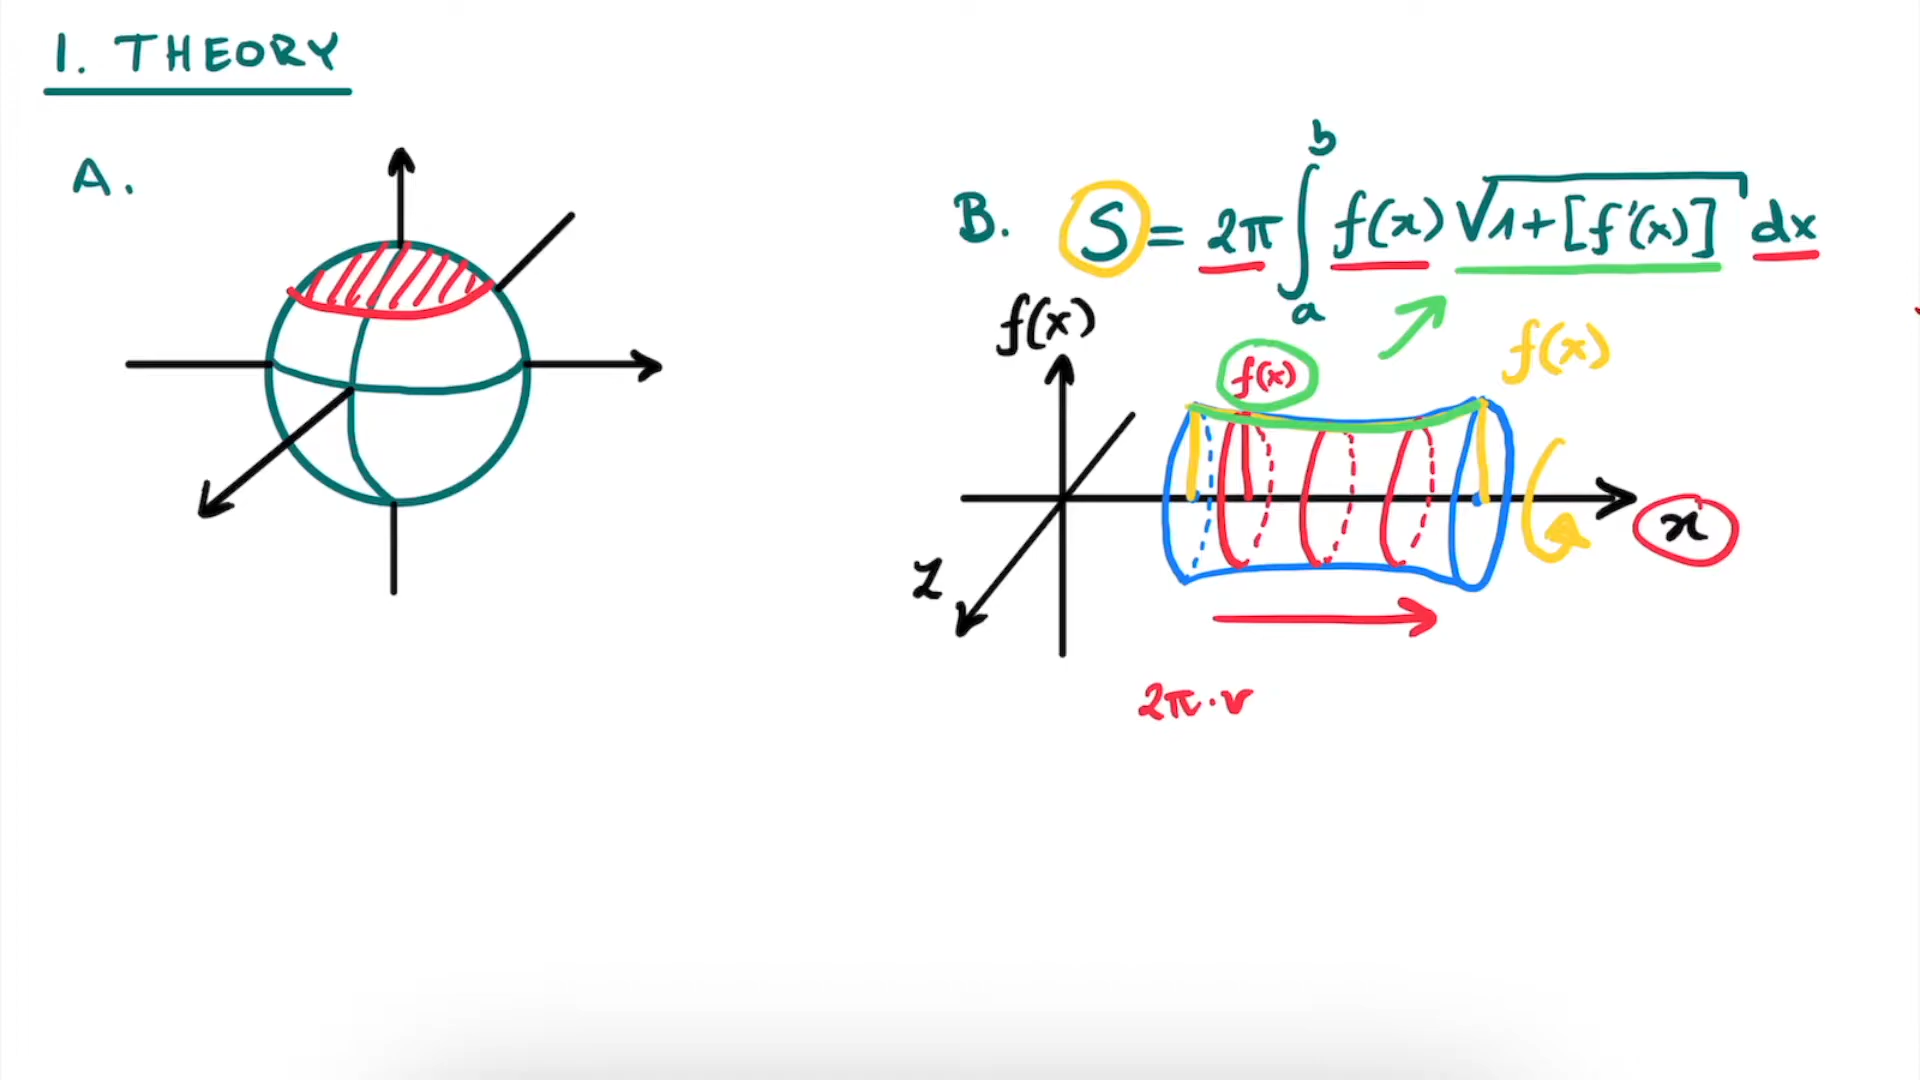 1. THEORY
A.
B. S = 2π ∫ₐᵇ f(x) √1+[f'(x)] dx
f(x)
f(x)
f(x)
x
z
2π·r